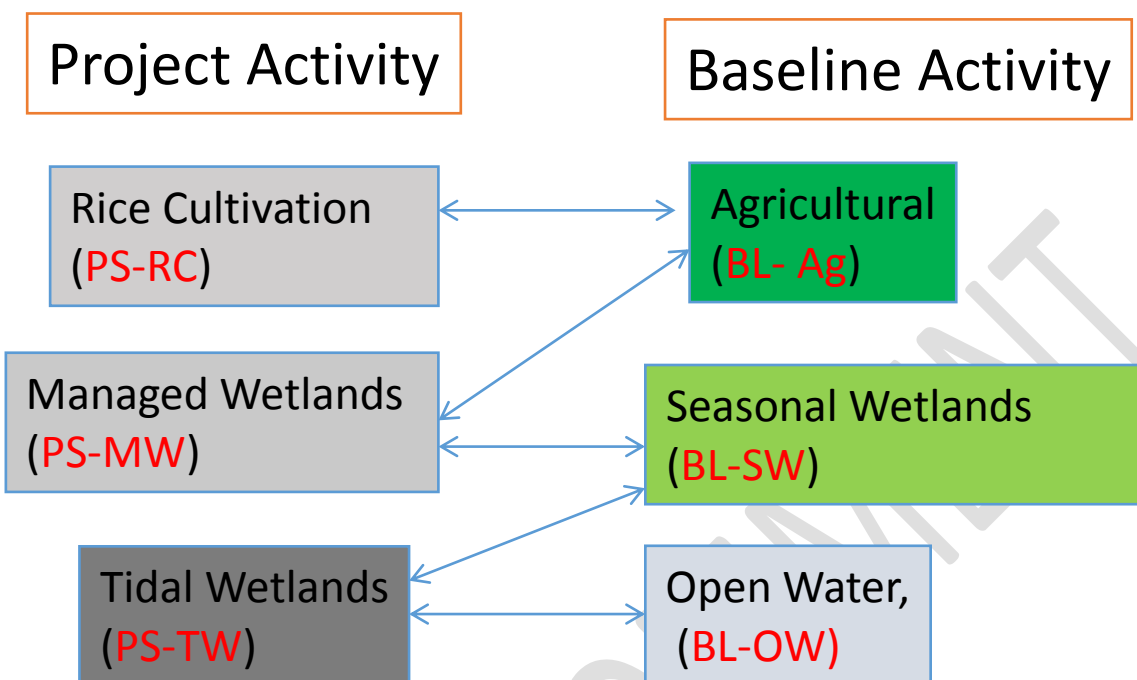 Project Activity
Baseline Activity
Rice Cultivation
(PS-RC)
Agricultural
(BL- Ag)
Managed Wetlands
(PS-MW)
Seasonal Wetlands
(BL-SW)
Tidal Wetlands
(PS-TW)
Open Water,
(BL-OW)